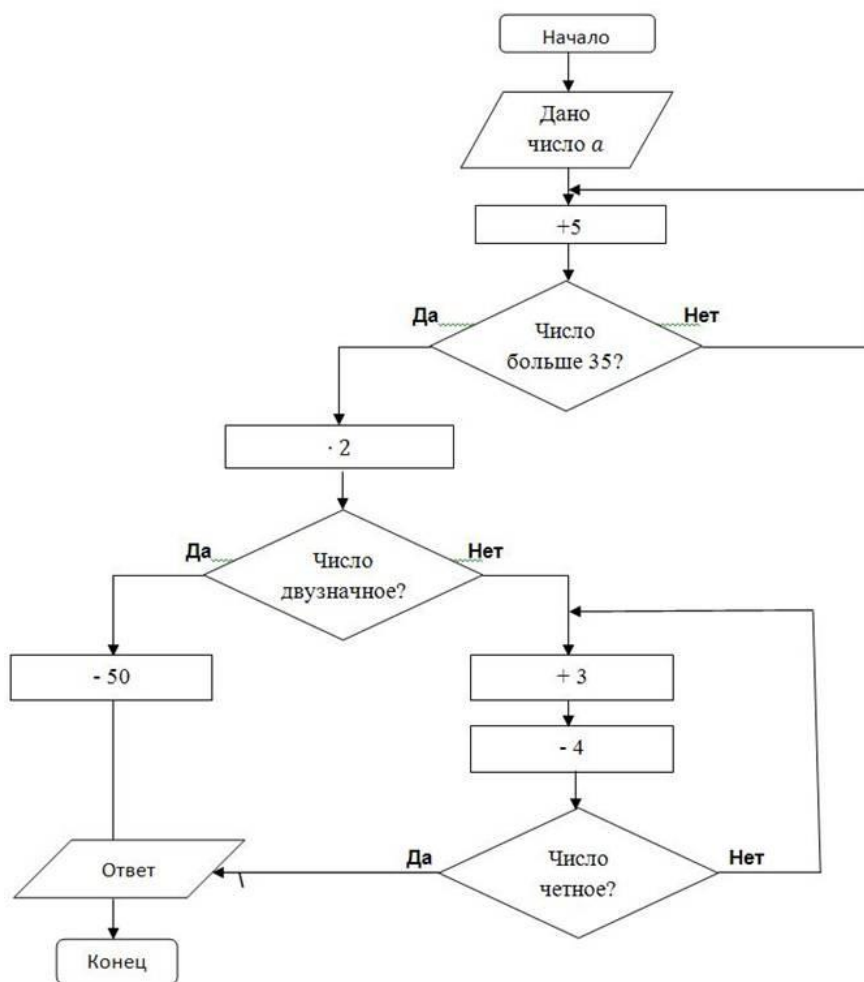 Начало
Дано
число a
+5
Да
Нет
Число
больше 35?
· 2
Да
Нет
Число
двузначное?
- 50
+ 3
- 4
Ответ
Да
Нет
Число
четное?
Конец